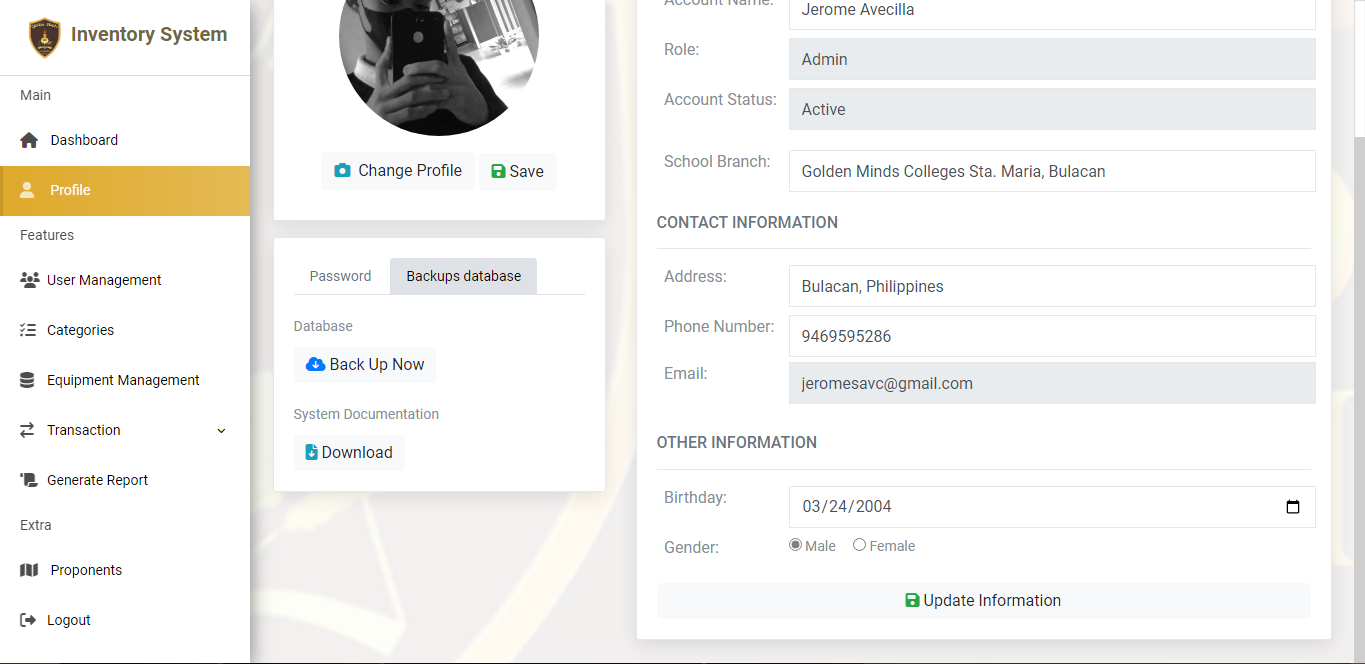 Inventory System
Main
Dashboard
Profile
Features
User Management
Categories
Equipment Management
Transaction
Generate Report
Extra
Proponents
Logout
Change Profile
Save
Password
Backups database
Database
Back Up Now
System Documentation
Download
Account Name:
Jerome Avecilla
Role:
Admin
Account Status:
Active
School Branch:
Golden Minds Colleges Sta. Maria, Bulacan
CONTACT INFORMATION
Address:
Bulacan, Philippines
Phone Number:
9469595286
Email:
jeromesavc@gmail.com
OTHER INFORMATION
Birthday:
03/24/2004
Gender:
Male
Female
Update Information